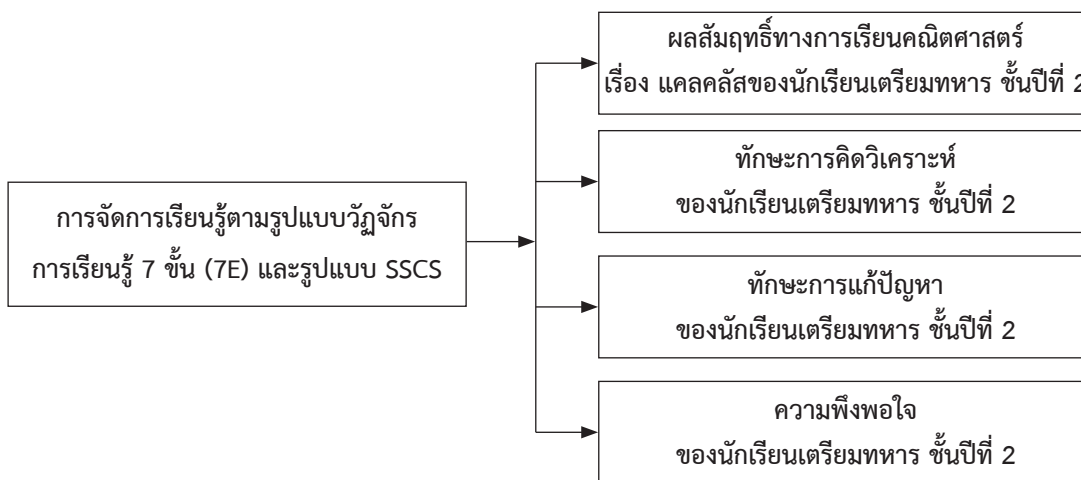 ผลสัมฤทธิ์ทางการเรียนคณิตศาสตร์
เรื่อง แคลคลัสของนักเรียนเตรียมทหาร ชั้นปีที่ 2
ทักษะการคิดวิเคราะห์
ของนักเรียนเตรียมทหาร ชั้นปีที่ 2
การจัดการเรียนรู้ตามรูปแบบวัฏจักร
การเรียนรู้ 7 ขั้น (7E) และรูปแบบ SSCS
ทักษะการแก้ปัญหา
ของนักเรียนเตรียมทหาร ชั้นปีที่ 2
ความพึงพอใจ
ของนักเรียนเตรียมทหาร ชั้นปีที่ 2